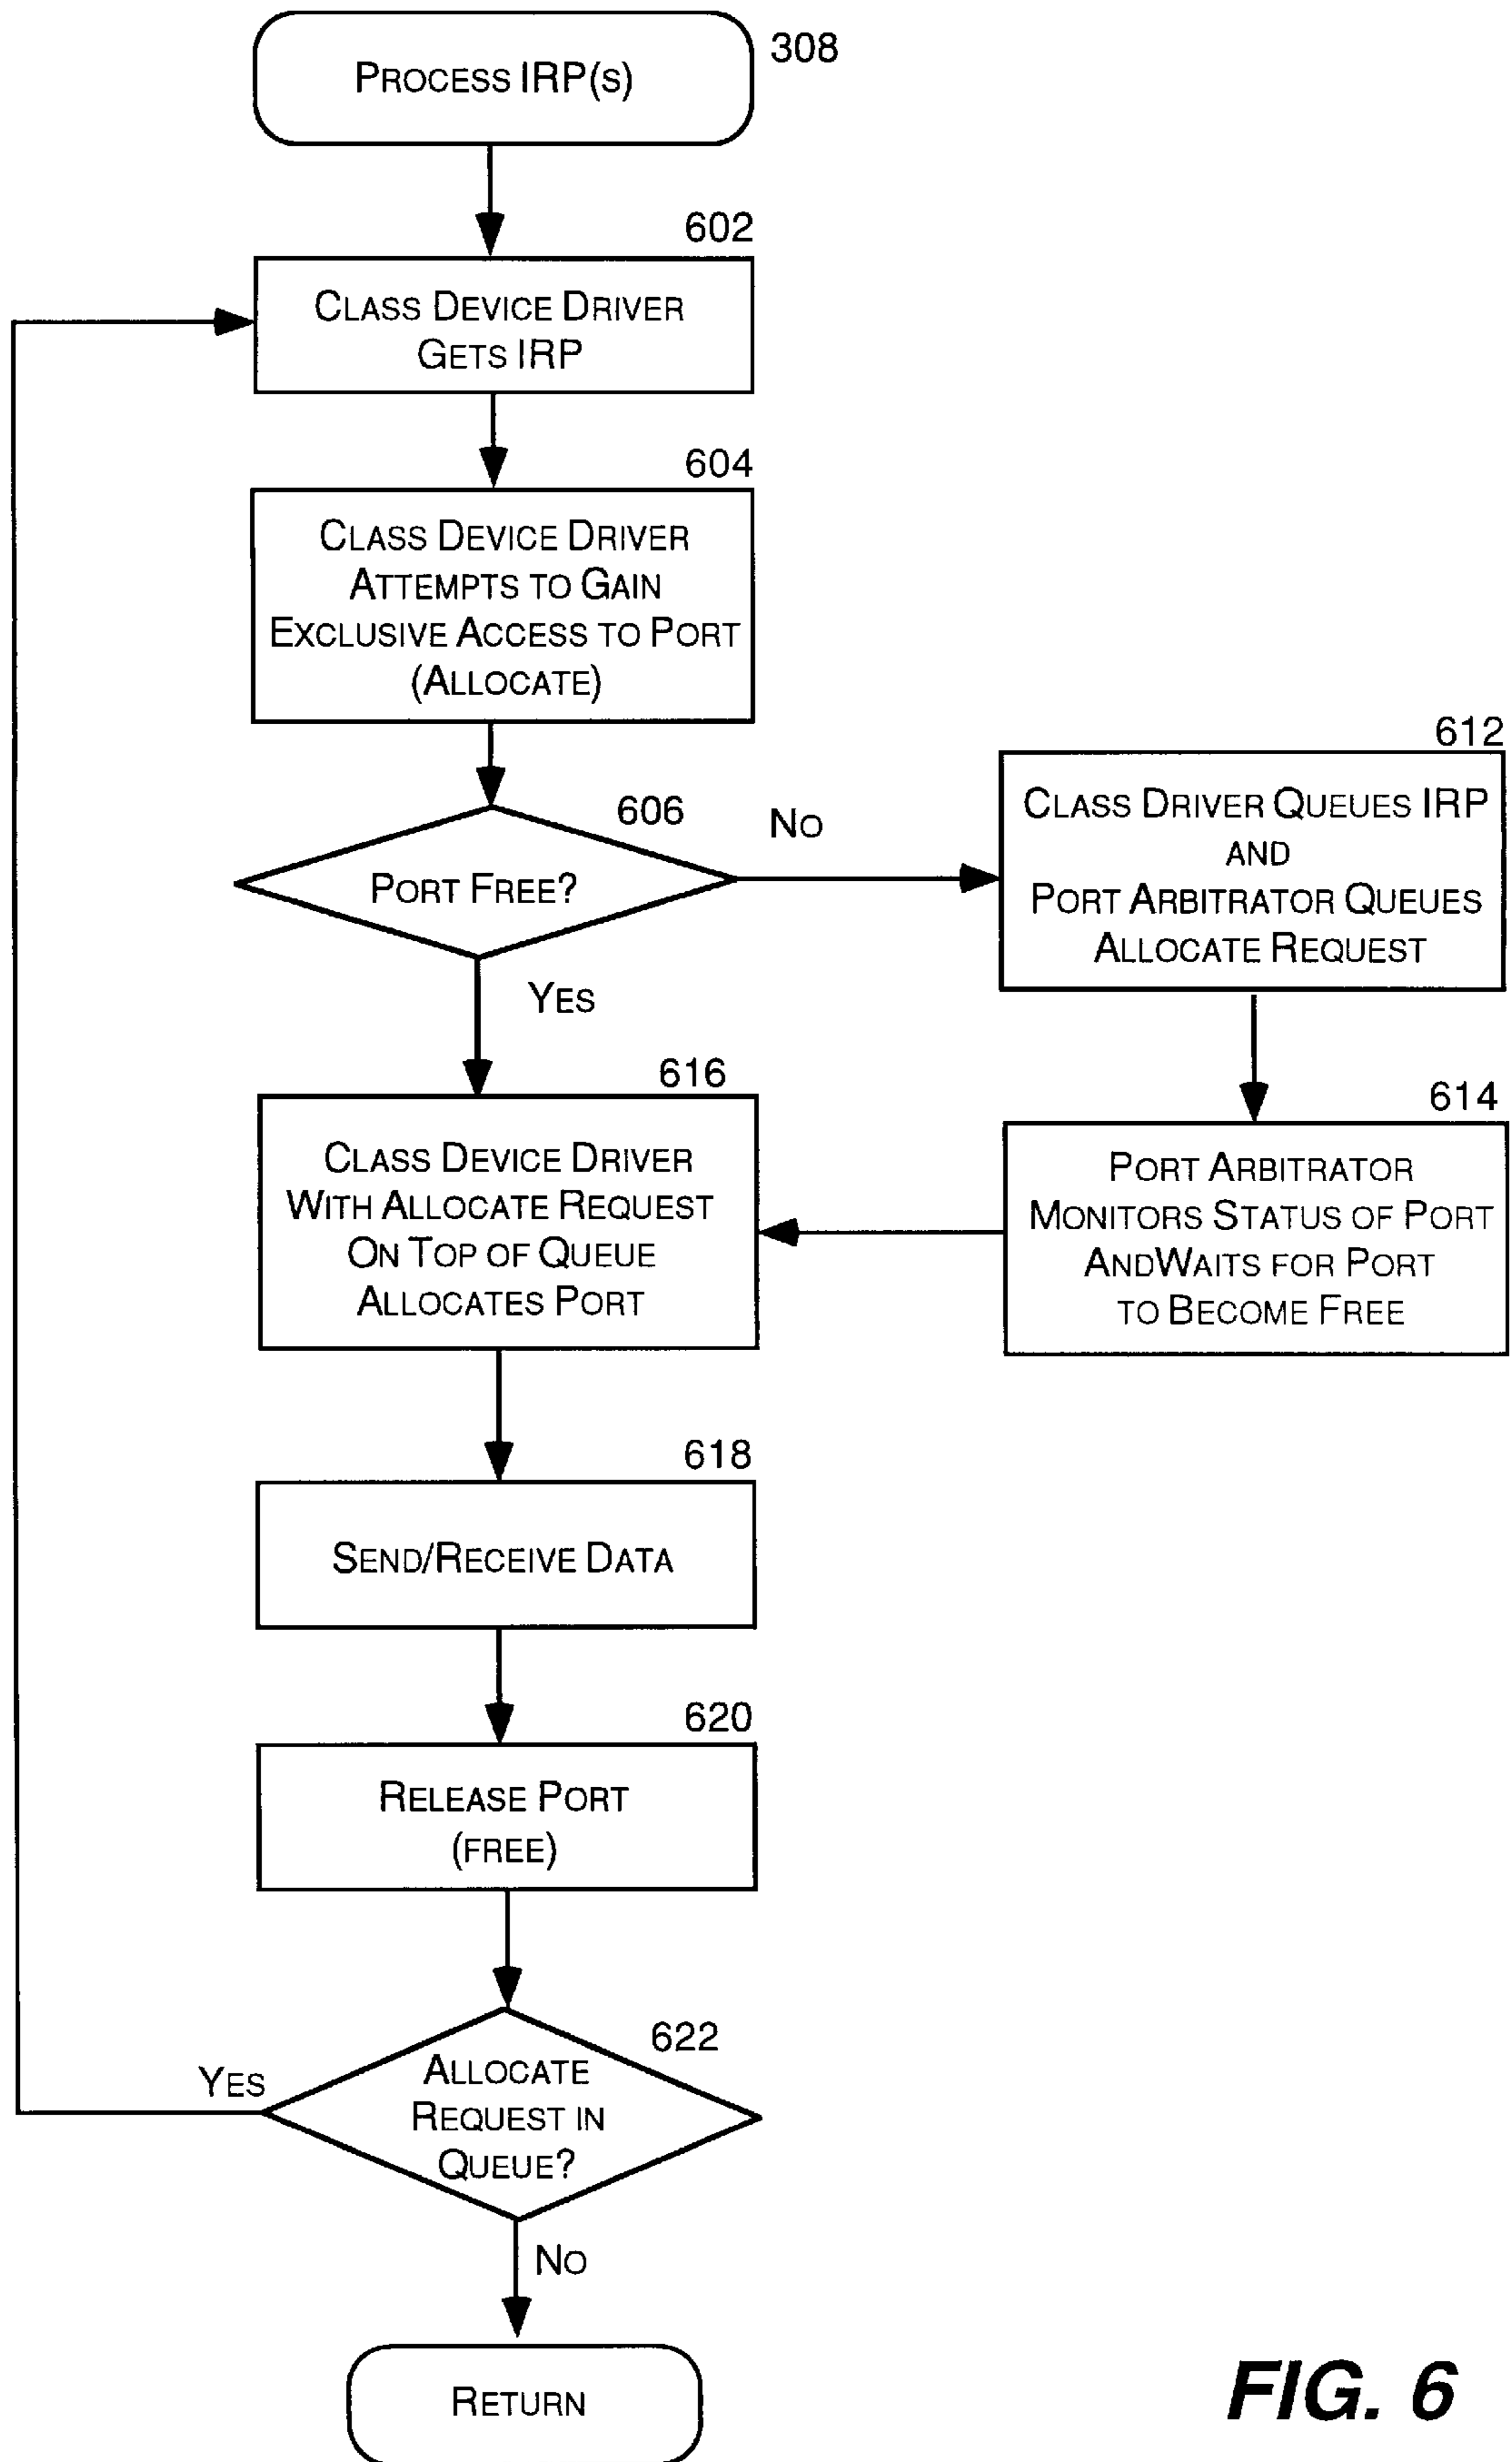 PROCESS IRP(S)
308
602
CLASS DEVICE DRIVER
GETS IRP
604
CLASS DEVICE DRIVER
ATTEMPTS TO GAIN
EXCLUSIVE ACCESS TO PORT
(ALLOCATE)
606
PORT FREE?
NO
YES
612
CLASS DRIVER QUEUES IRP
AND
PORT ARBITRATOR QUEUES
ALLOCATE REQUEST
614
PORT ARBITRATOR
MONITORS STATUS OF PORT
ANDWAITS FOR PORT
TO BECOME FREE
616
CLASS DEVICE DRIVER
WITH ALLOCATE REQUEST
ON TOP OF QUEUE
ALLOCATES PORT
618
SEND/RECEIVE DATA
620
RELEASE PORT
(FREE)
622
ALLOCATE
REQUEST IN
QUEUE?
YES
NO
RETURN
FIG. 6